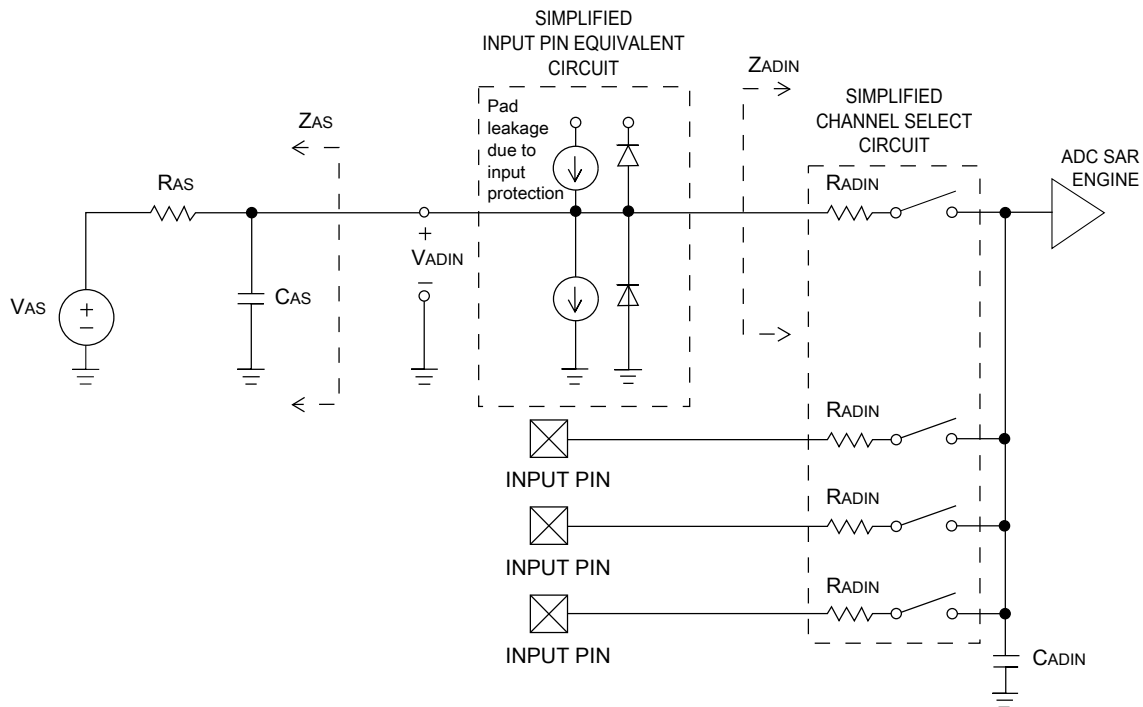 SIMPLIFIED
INPUT PIN EQUIVALENT
CIRCUIT
Pad
leakage
due to
input
protection
ZAS
RAS
VAS
+
−
CAS
+
VADIN
−
ZADIN
SIMPLIFIED
CHANNEL SELECT
CIRCUIT
RADIN
ADC SAR
ENGINE
RADIN
INPUT PIN
RADIN
INPUT PIN
RADIN
INPUT PIN
CADIN